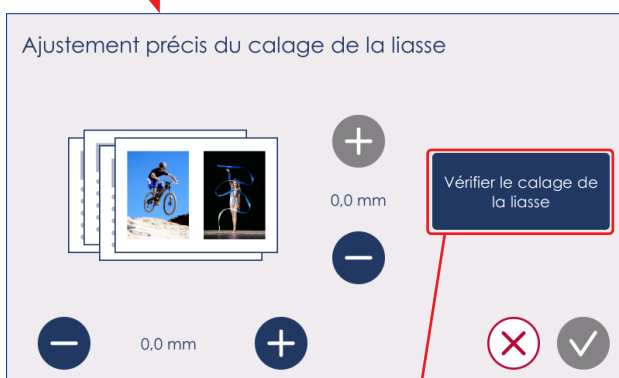 Ajustement précis du calage de la liasse
0,0 mm
Vérifier le calage de
la liasse
0,0 mm